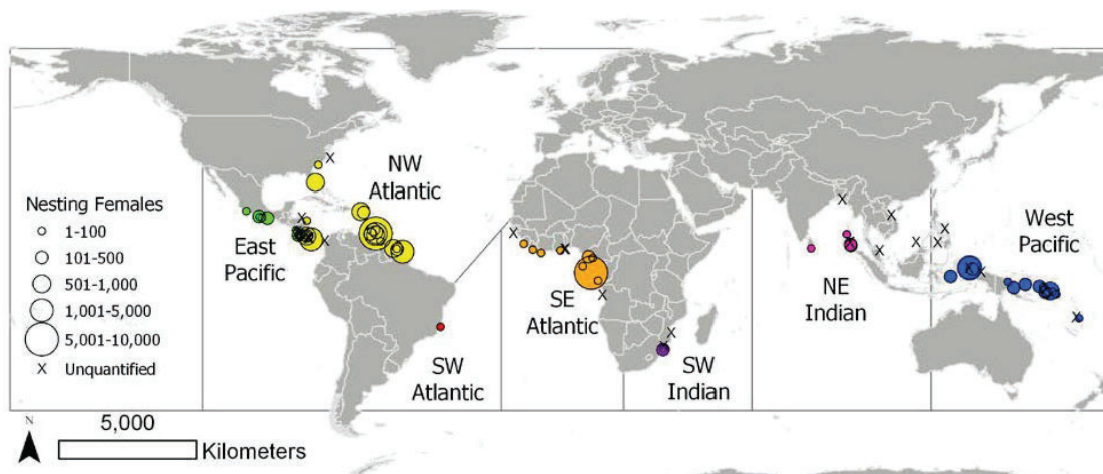 NW
Atlantic
Nesting Females
1-100
101-500
501-1,000
1,001-5,000
5,001-10,000
X Unquantified
East
Pacific
SW
Atlantic
SE
Atlantic
SW
Indian
NE
Indian
West
Pacific
N
5,000
Kilometers